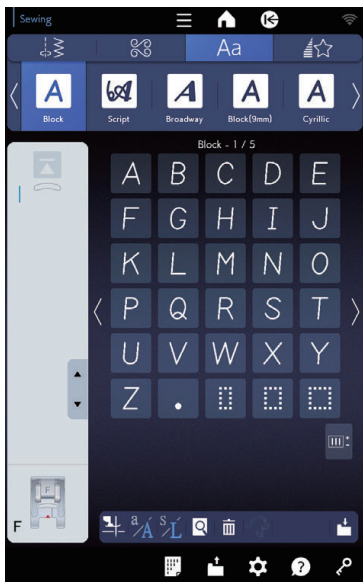 Sewing
Aa
A A A A A
Block Script Broadway Block(9mm) Cyrillic
Block - 1 / 5
A B C D E
F G H I J
K L M N O
P Q R S T
U V W X Y
Z .
F
F
a/A S/L
?